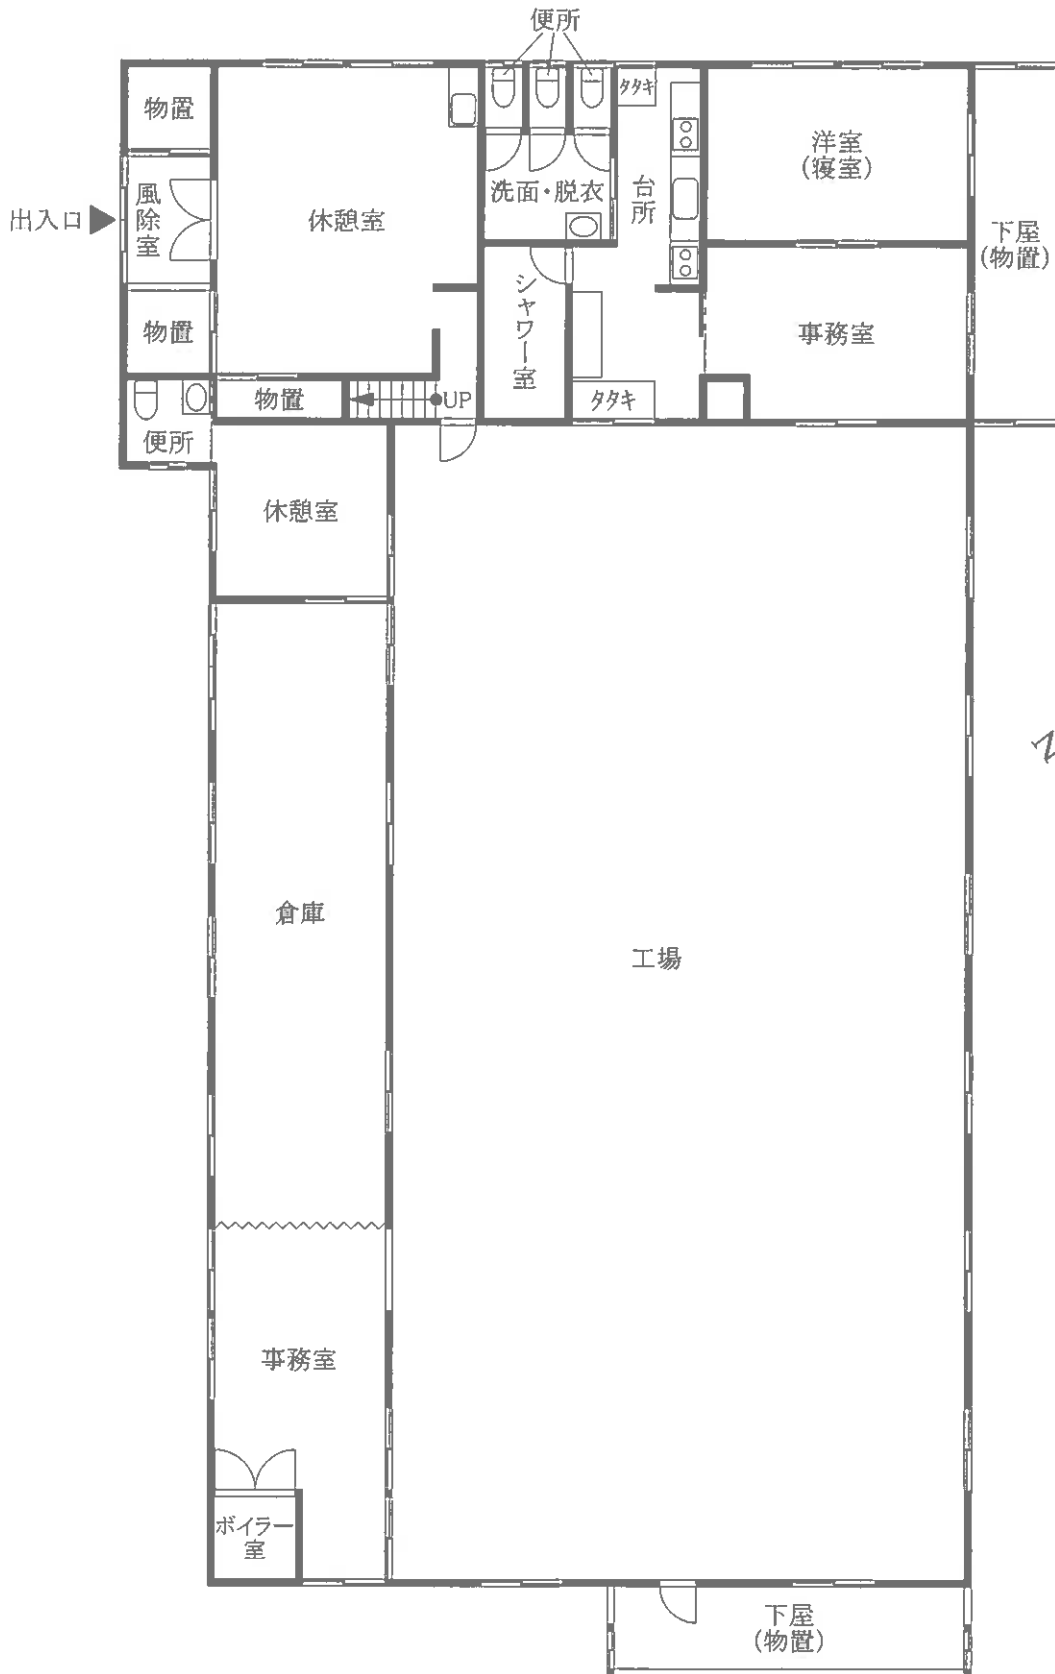 便所
物置
タタキ
洋室
(寝室)
風除室
洗面・脱衣
台所
出入口
休憩室
下屋
(物置)
シャワー室
物置
事務室
物置
UP
タタキ
便所
休憩室
倉庫
工場
事務室
ボイラー
室
下屋
(物置)